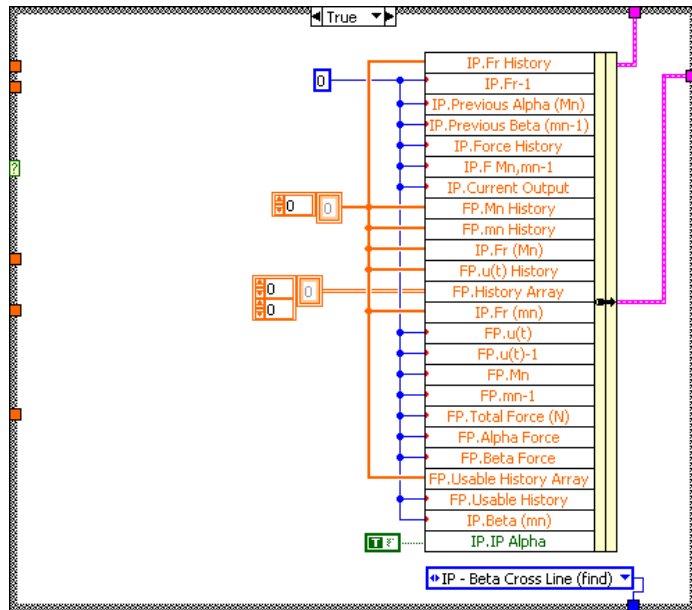 True
IP.Fr History
0
IP.Fr-1
IP.Previous Alpha (Mn)
IP.Previous Beta (mn-1)
IP.Force History
IP.F Mn,mn-1
IP.Current Output
0 0
FP.Mn History
FP.mn History
IP.Fr (Mn)
FP.u(t) History
?
0 0
0
FP.History Array
IP.Fr (mn)
FP.u(t)
FP.u(t)-1
FP.Mn
FP.mn-1
FP.Total Force (N)
FP.Alpha Force
FP.Beta Force
FP.Usable History Array
FP.Usable History
IP.Beta (mn)
T
IP.IP Alpha
IP - Beta Cross Line (find)